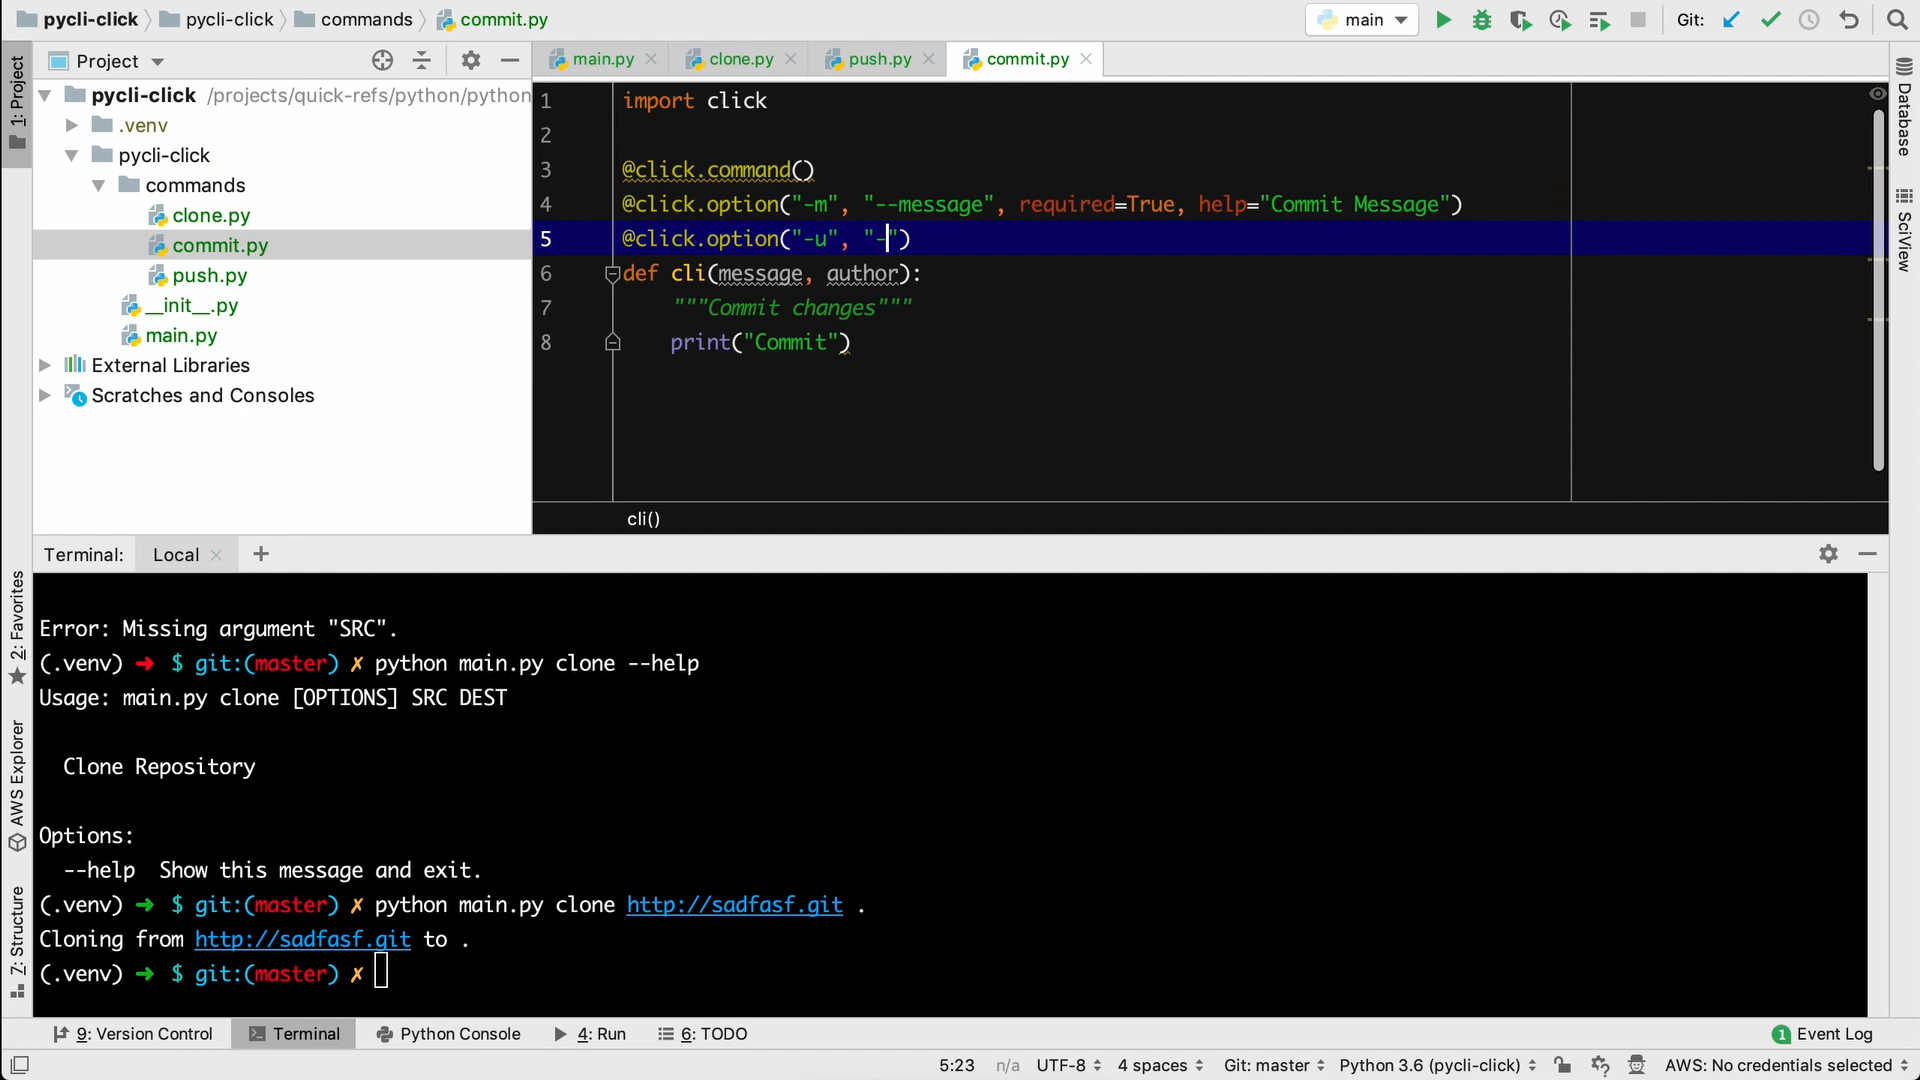 pycli-click pycli-click commands commit.py main Git:
Project main.py clone.py push.py commit.py
1: Project
2: Favorites
AWS Explorer
7: Structure
pycli-click /projects/quick-refs/python/python
.venv
pycli-click
commands
clone.py
commit.py
push.py
__init__.py
main.py
External Libraries
Scratches and Consoles
1 import click
2
3 @click.command()
4 @click.option("-m", "--message", required=True, help="Commit Message")
5 @click.option("-u", "-")
6 def cli(message, author):
7 """Commit changes"""
8 print("Commit")
cli()
Database
SciView
Terminal: Local
Error: Missing argument "SRC".
(.venv) ➜ $ git:(master) ✗ python main.py clone --help
Usage: main.py clone [OPTIONS] SRC DEST
Clone Repository
Options:
--help Show this message and exit.
(.venv) ➜ $ git:(master) ✗ python main.py clone http://sadfasf.git .
Cloning from http://sadfasf.git to .
(.venv) ➜ $ git:(master) ✗
9: Version Control Terminal Python Console 4: Run 6: TODO 1 Event Log
5:23 n/a UTF-8 4 spaces Git: master Python 3.6 (pycli-click) AWS: No credentials selected